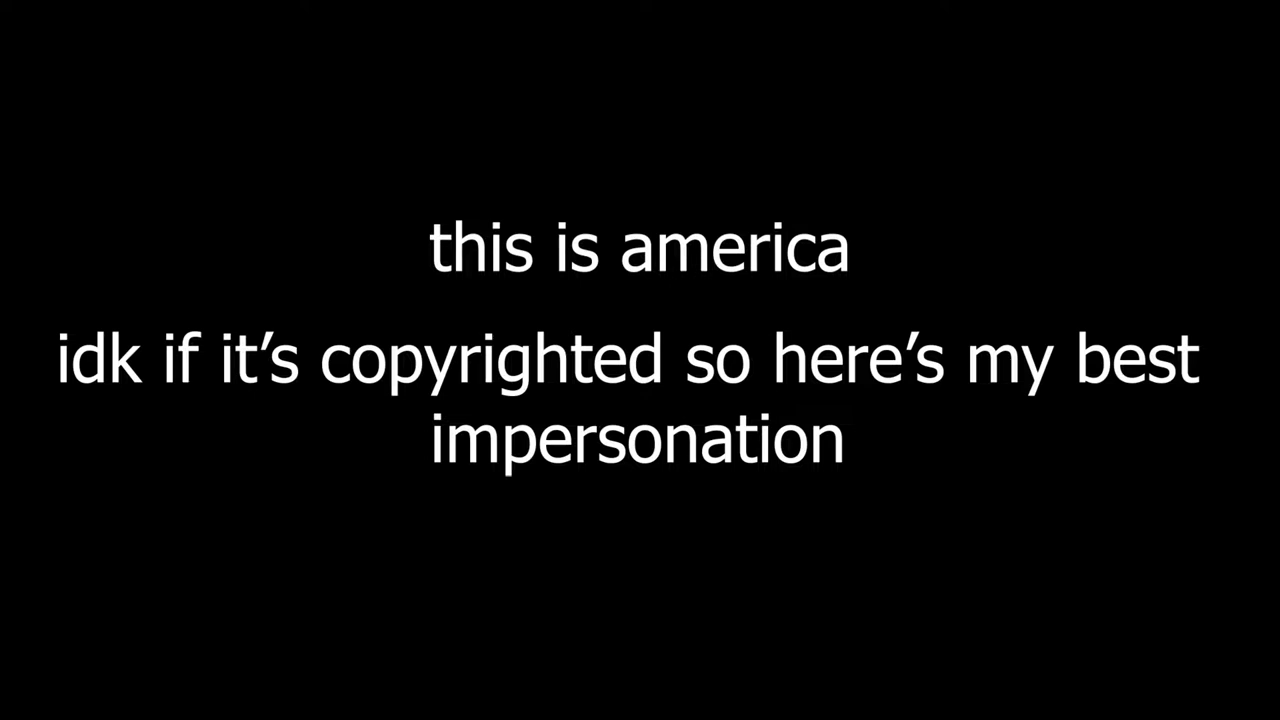 this is america
idk if it’s copyrighted so here’s my best
impersonation